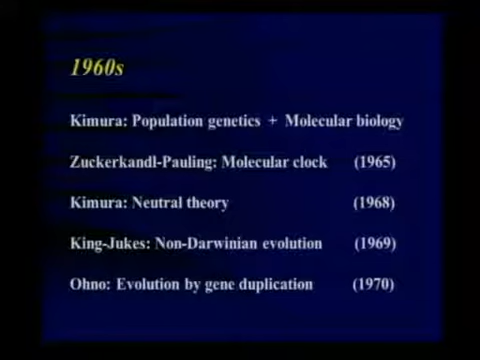 1960s
Kimura: Population genetics + Molecular biology
Zuckerkandl-Pauling: Molecular clock (1965)
Kimura: Neutral theory (1968)
King-Jukes: Non-Darwinian evolution (1969)
Ohno: Evolution by gene duplication (1970)